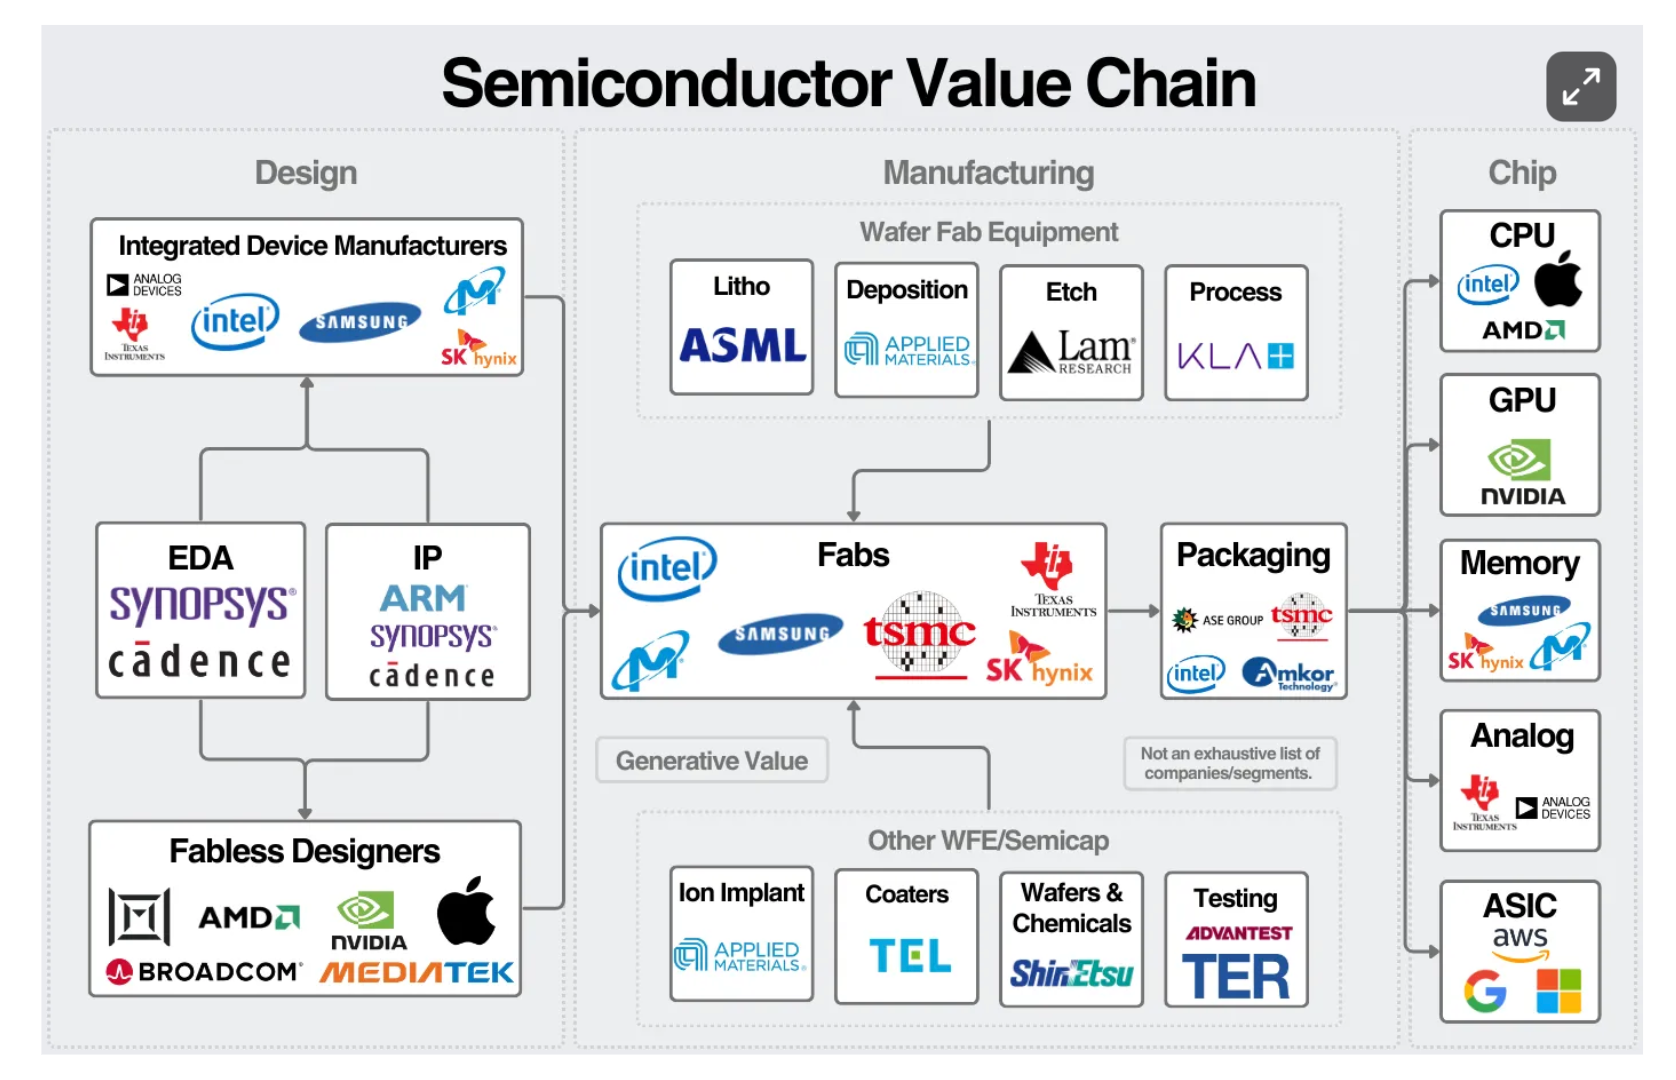 Semiconductor Value Chain
Design
Manufacturing
Chip
Integrated Device Manufacturers
ANALOG
DEVICES
TEXAS
INSTRUMENTS
intel
SAMSUNG
SK hynix
EDA
SYNOPSYS
cādence
IP
ARM
SYNOPSYS
cādence
Fabless Designers
AMD
NVIDIA
BROADCOM
MEDIATEK
Wafer Fab Equipment
Litho
ASML
Deposition
APPLIED
MATERIALS
Etch
Lam
RESEARCH
Process
KLA
Fabs
intel
SAMSUNG
tsmc
TEXAS
INSTRUMENTS
SK hynix
Packaging
ASE GROUP
tsmc
intel
Amkor
Technology
Generative Value
Not an exhaustive list of
companies/segments.
Other WFE/Semicap
Ion Implant
APPLIED
MATERIALS
Coaters
TEL
Wafers &
Chemicals
ShinEtsu
Testing
ADVANTEST
TER
CPU
intel
AMD
GPU
NVIDIA
Memory
SAMSUNG
SK hynix
Analog
TEXAS
INSTRUMENTS
ANALOG
DEVICES
ASIC
aws
G